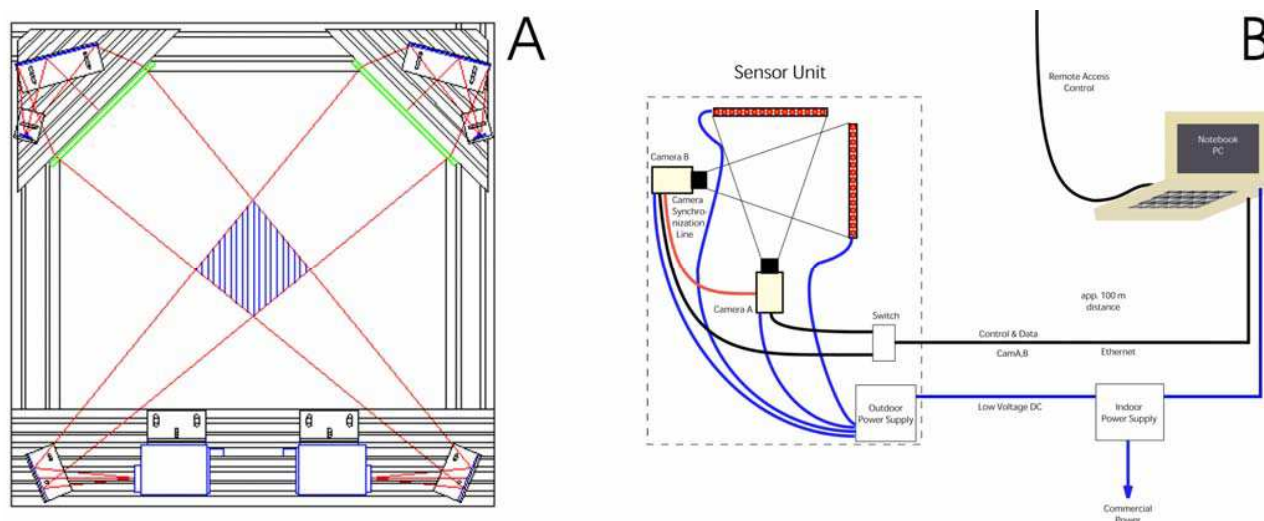 A
B
Sensor Unit
Remote Access
Control
Notebook
PC
Camera B
Camera
Synchro-
nization
Line
Camera A
Switch
app. 100 m
distance
Control & Data
CamA,B
Ethernet
Outdoor
Power Supply
Low Voltage DC
Indoor
Power Supply
Commercial
Power